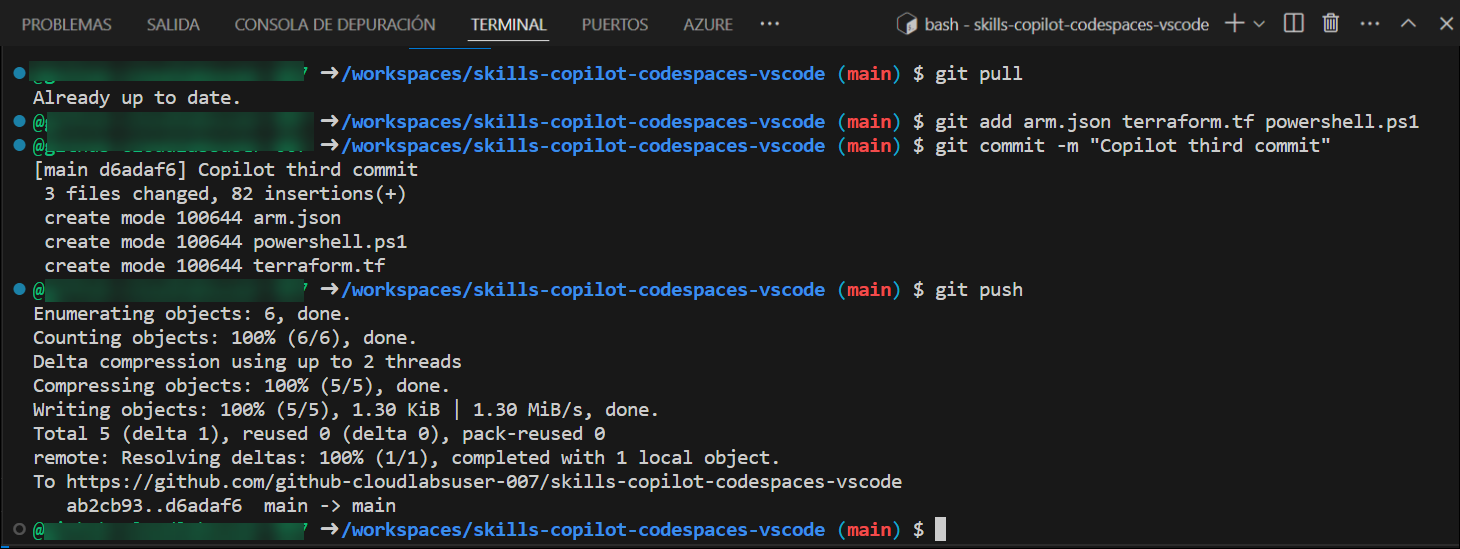 PROBLEMAS SALIDA CONSOLA DE DEPURACIÓN TERMINAL PUERTOS AZURE ··· bash - skills-copilot-codespaces-vscode
→/workspaces/skills-copilot-codespaces-vscode (main) $ git pull
Already up to date.
@ →/workspaces/skills-copilot-codespaces-vscode (main) $ git add arm.json terraform.tf powershell.ps1
@ →/workspaces/skills-copilot-codespaces-vscode (main) $ git commit -m "Copilot third commit"
[main d6adaf6] Copilot third commit
3 files changed, 82 insertions(+)
create mode 100644 arm.json
create mode 100644 powershell.ps1
create mode 100644 terraform.tf
@ →/workspaces/skills-copilot-codespaces-vscode (main) $ git push
Enumerating objects: 6, done.
Counting objects: 100% (6/6), done.
Delta compression using up to 2 threads
Compressing objects: 100% (5/5), done.
Writing objects: 100% (5/5), 1.30 KiB | 1.30 MiB/s, done.
Total 5 (delta 1), reused 0 (delta 0), pack-reused 0
remote: Resolving deltas: 100% (1/1), completed with 1 local object.
To https://github.com/github-cloudlabsuser-007/skills-copilot-codespaces-vscode
ab2cb93..d6adaf6  main -> main
@ →/workspaces/skills-copilot-codespaces-vscode (main) $